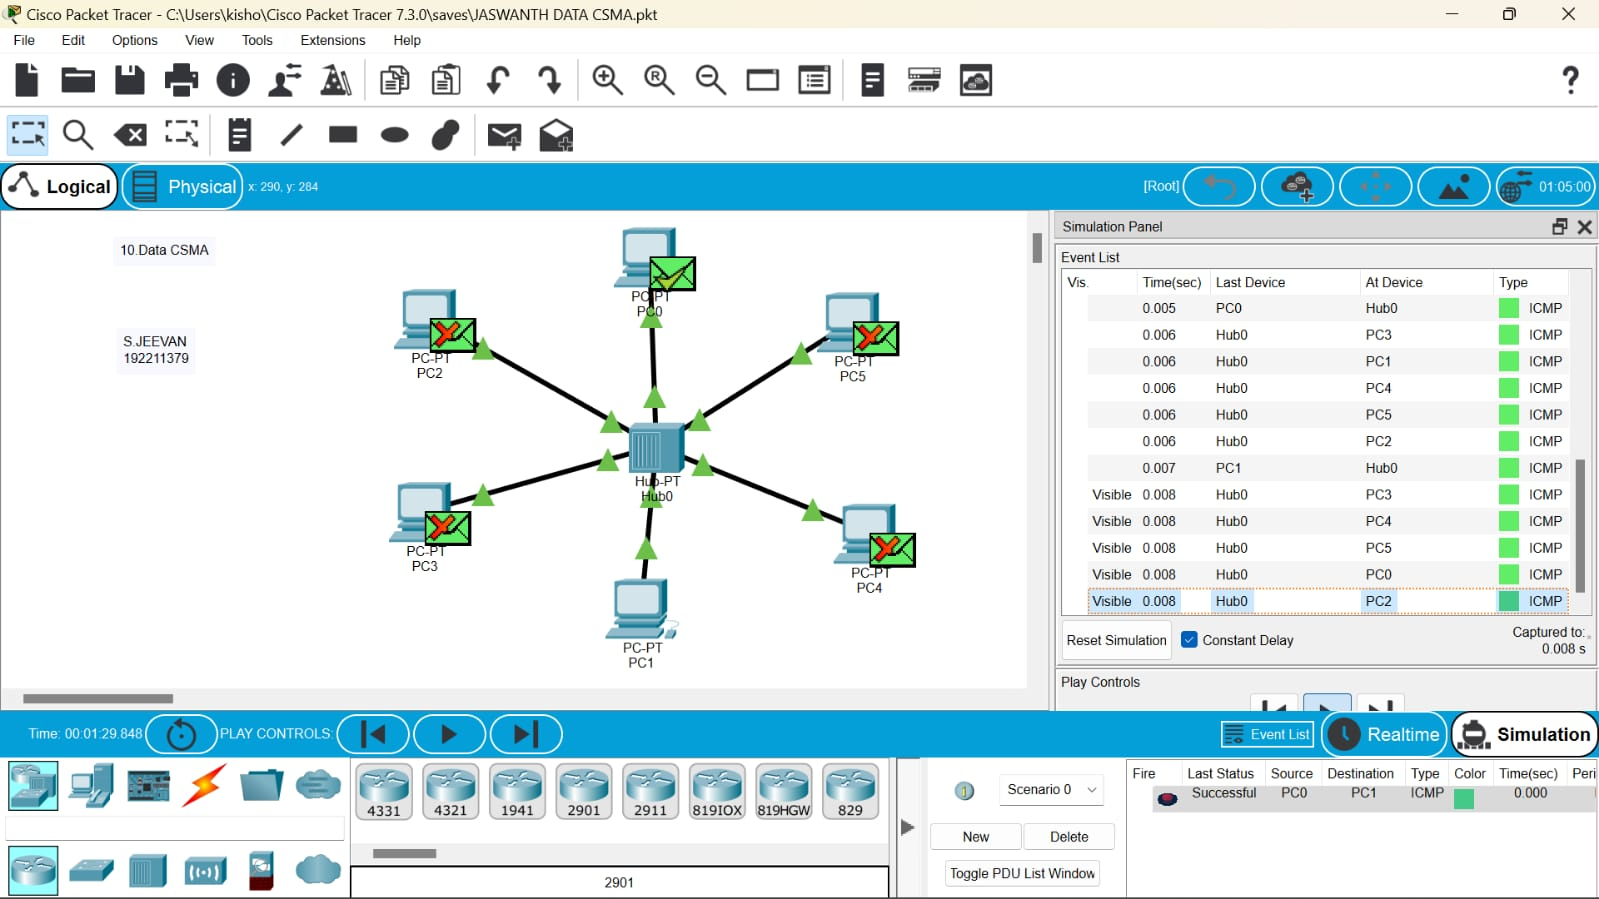 Cisco Packet Tracer - C:\Users\kisho\Cisco Packet Tracer 7.3.0\saves\JASWANTH DATA CSMA.pkt
File Edit Options View Tools Extensions Help
Logical Physical x: 290, y: 284 [Root] 01:05:00
10.Data CSMA
S.JEEVAN
192211379
PC-PT
PC0
PC-PT
PC2
PC-PT
PC5
Hub-PT
Hub0
PC-PT
PC3
PC-PT
PC4
PC-PT
PC1
Simulation Panel
Event List
Vis. Time(sec) Last Device At Device Type
0.005 PC0 Hub0 ICMP
0.006 Hub0 PC3 ICMP
0.006 Hub0 PC1 ICMP
0.006 Hub0 PC4 ICMP
0.006 Hub0 PC5 ICMP
0.006 Hub0 PC2 ICMP
0.007 PC1 Hub0 ICMP
Visible 0.008 Hub0 PC3 ICMP
Visible 0.008 Hub0 PC4 ICMP
Visible 0.008 Hub0 PC5 ICMP
Visible 0.008 Hub0 PC0 ICMP
Visible 0.008 Hub0 PC2 ICMP
Reset Simulation Constant Delay Captured to:
0.008 s
Play Controls
Time: 00:01:29.848 PLAY CONTROLS: Event List Realtime Simulation
4331 4321 1941 2901 2911 819IOX 819HGW 829
2901
Scenario 0
New Delete
Toggle PDU List Window
Fire Last Status Source Destination Type Color Time(sec) Peri
Successful PC0 PC1 ICMP 0.000